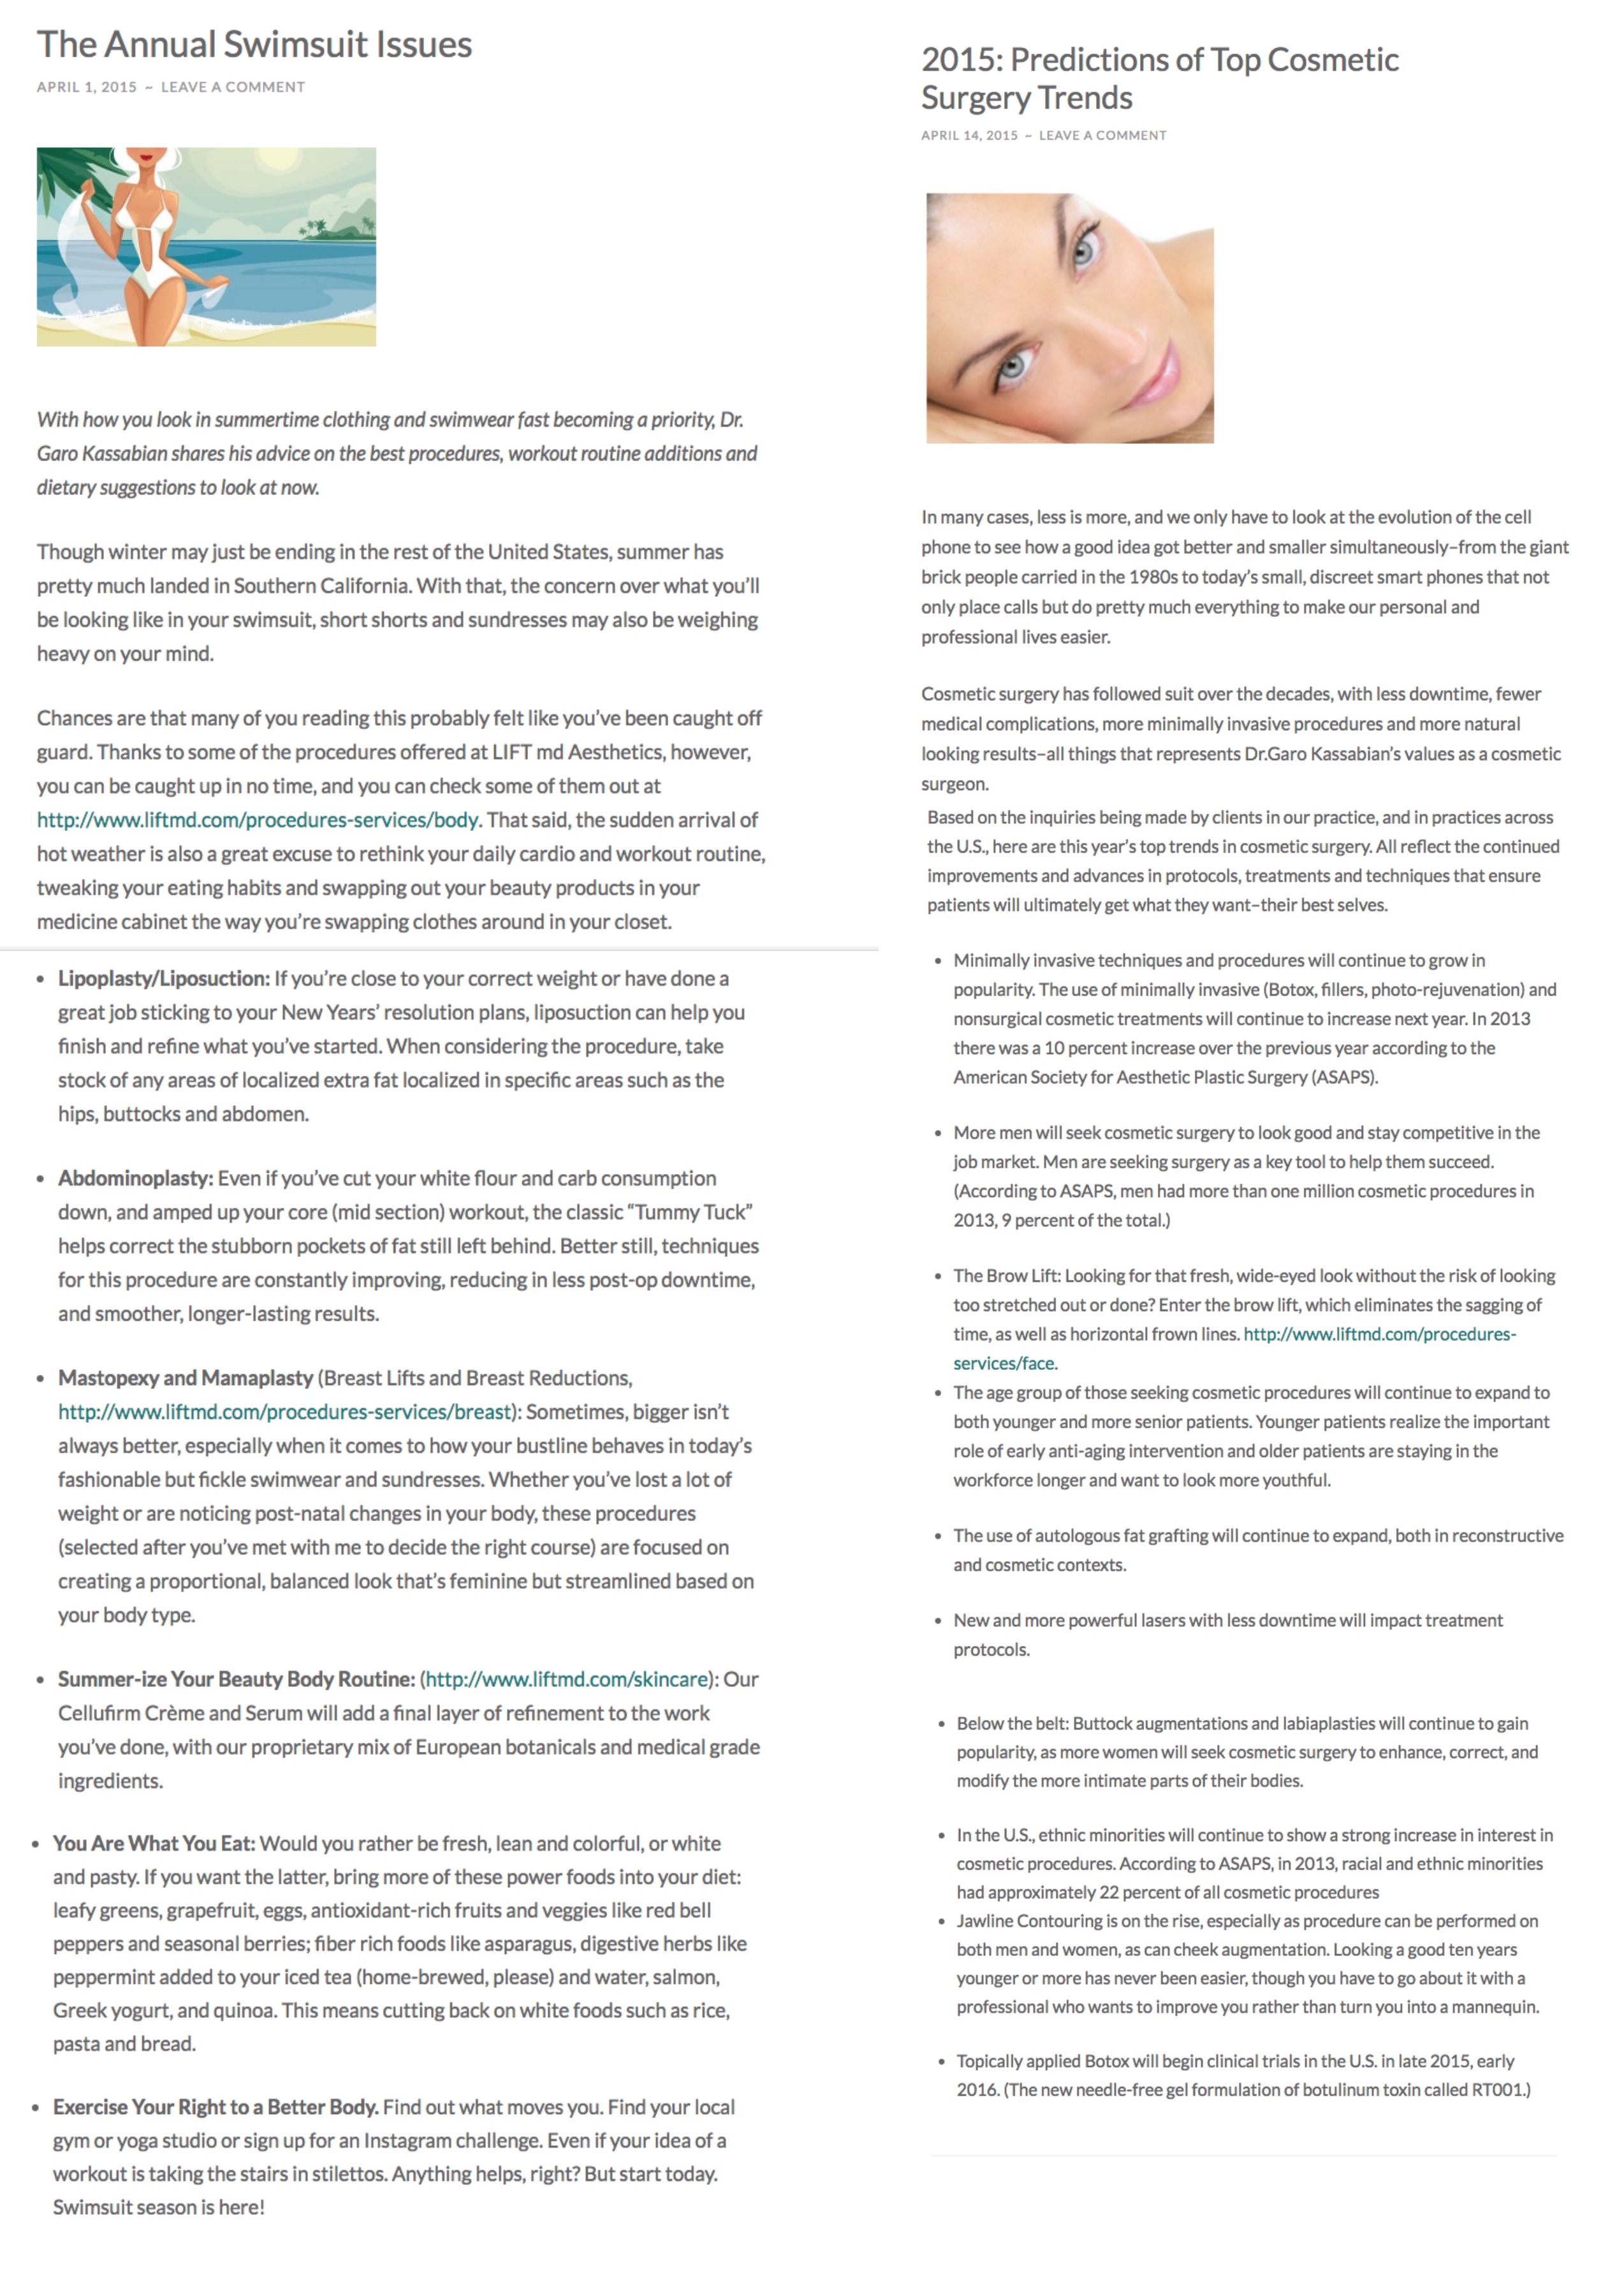 The Annual Swimsuit Issues
APRIL 1, 2015 ~ LEAVE A COMMENT
With how you look in summertime clothing and swimwear fast becoming a priority, Dr.
Garo Kassabian shares his advice on the best procedures, workout routine additions and
dietary suggestions to look at now.
Though winter may just be ending in the rest of the United States, summer has
pretty much landed in Southern California. With that, the concern over what you'll
be looking like in your swimsuit, short shorts and sundresses may also be weighing
heavy on your mind.
Chances are that many of you reading this probably felt like you've been caught off
guard. Thanks to some of the procedures offered at LIFT md Aesthetics, however,
you can be caught up in no time, and you can check some of them out at
http://www.liftmd.com/procedures-services/body. That said, the sudden arrival of
hot weather is also a great excuse to rethink your daily cardio and workout routine,
tweaking your eating habits and swapping out your beauty products in your
medicine cabinet the way you're swapping clothes around in your closet.
• Lipoplasty/Liposuction: If you're close to your correct weight or have done a
great job sticking to your New Years' resolution plans, liposuction can help you
finish and refine what you've started. When considering the procedure, take
stock of any areas of localized extra fat localized in specific areas such as the
hips, buttocks and abdomen.
• Abdominoplasty: Even if you've cut your white flour and carb consumption
down, and amped up your core (mid section) workout, the classic “Tummy Tuck”
helps correct the stubborn pockets of fat still left behind. Better still, techniques
for this procedure are constantly improving, reducing in less post-op downtime,
and smoother, longer-lasting results.
• Mastopexy and Mamaplasty (Breast Lifts and Breast Reductions,
http://www.liftmd.com/procedures-services/breast): Sometimes, bigger isn't
always better, especially when it comes to how your bustline behaves in today's
fashionable but fickle swimwear and sundresses. Whether you've lost a lot of
weight or are noticing post-natal changes in your body, these procedures
(selected after you've met with me to decide the right course) are focused on
creating a proportional, balanced look that's feminine but streamlined based on
your body type.
• Summer-ize Your Beauty Body Routine: (http://www.liftmd.com/skincare): Our
Cellufirm Crème and Serum will add a final layer of refinement to the work
you've done, with our proprietary mix of European botanicals and medical grade
ingredients.
• You Are What You Eat: Would you rather be fresh, lean and colorful, or white
and pasty. If you want the latter, bring more of these power foods into your diet:
leafy greens, grapefruit, eggs, antioxidant-rich fruits and veggies like red bell
peppers and seasonal berries; fiber rich foods like asparagus, digestive herbs like
peppermint added to your iced tea (home-brewed, please) and water, salmon,
Greek yogurt, and quinoa. This means cutting back on white foods such as rice,
pasta and bread.
• Exercise Your Right to a Better Body. Find out what moves you. Find your local
gym or yoga studio or sign up for an Instagram challenge. Even if your idea of a
workout is taking the stairs in stilettos. Anything helps, right? But start today.
Swimsuit season is here!
2015: Predictions of Top Cosmetic
Surgery Trends
APRIL 14, 2015 ~ LEAVE A COMMENT
In many cases, less is more, and we only have to look at the evolution of the cell
phone to see how a good idea got better and smaller simultaneously–from the giant
brick people carried in the 1980s to today's small, discreet smart phones that not
only place calls but do pretty much everything to make our personal and
professional lives easier.
Cosmetic surgery has followed suit over the decades, with less downtime, fewer
medical complications, more minimally invasive procedures and more natural
looking results–all things that represents Dr.Garo Kassabian's values as a cosmetic
surgeon.
Based on the inquiries being made by clients in our practice, and in practices across
the U.S., here are this year's top trends in cosmetic surgery. All reflect the continued
improvements and advances in protocols, treatments and techniques that ensure
patients will ultimately get what they want–their best selves.
• Minimally invasive techniques and procedures will continue to grow in
popularity. The use of minimally invasive (Botox, fillers, photo-rejuvenation) and
nonsurgical cosmetic treatments will continue to increase next year. In 2013
there was a 10 percent increase over the previous year according to the
American Society for Aesthetic Plastic Surgery (ASAPS).
• More men will seek cosmetic surgery to look good and stay competitive in the
job market. Men are seeking surgery as a key tool to help them succeed.
(According to ASAPS, men had more than one million cosmetic procedures in
2013, 9 percent of the total.)
• The Brow Lift: Looking for that fresh, wide-eyed look without the risk of looking
too stretched out or done? Enter the brow lift, which eliminates the sagging of
time, as well as horizontal frown lines. http://www.liftmd.com/procedures-
services/face.
• The age group of those seeking cosmetic procedures will continue to expand to
both younger and more senior patients. Younger patients realize the important
role of early anti-aging intervention and older patients are staying in the
workforce longer and want to look more youthful.
• The use of autologous fat grafting will continue to expand, both in reconstructive
and cosmetic contexts.
• New and more powerful lasers with less downtime will impact treatment
protocols.
• Below the belt: Buttock augmentations and labiaplasties will continue to gain
popularity, as more women will seek cosmetic surgery to enhance, correct, and
modify the more intimate parts of their bodies.
• In the U.S., ethnic minorities will continue to show a strong increase in interest in
cosmetic procedures. According to ASAPS, in 2013, racial and ethnic minorities
had approximately 22 percent of all cosmetic procedures
• Jawline Contouring is on the rise, especially as procedure can be performed on
both men and women, as can cheek augmentation. Looking a good ten years
younger or more has never been easier, though you have to go about it with a
professional who wants to improve you rather than turn you into a mannequin.
• Topically applied Botox will begin clinical trials in the U.S. in late 2015, early
2016. (The new needle-free gel formulation of botulinum toxin called RT001.)